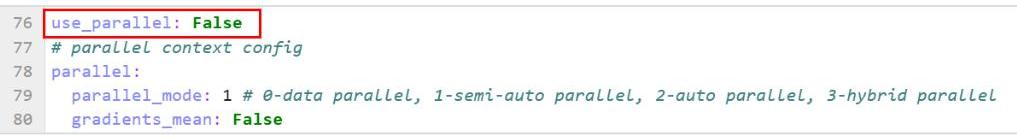 76 use_parallel: False
77 # parallel context config
78 parallel:
79 parallel_mode: 1 # 0-data parallel, 1-semi-auto parallel, 2-auto parallel, 3-hybrid parallel
80 gradients_mean: False